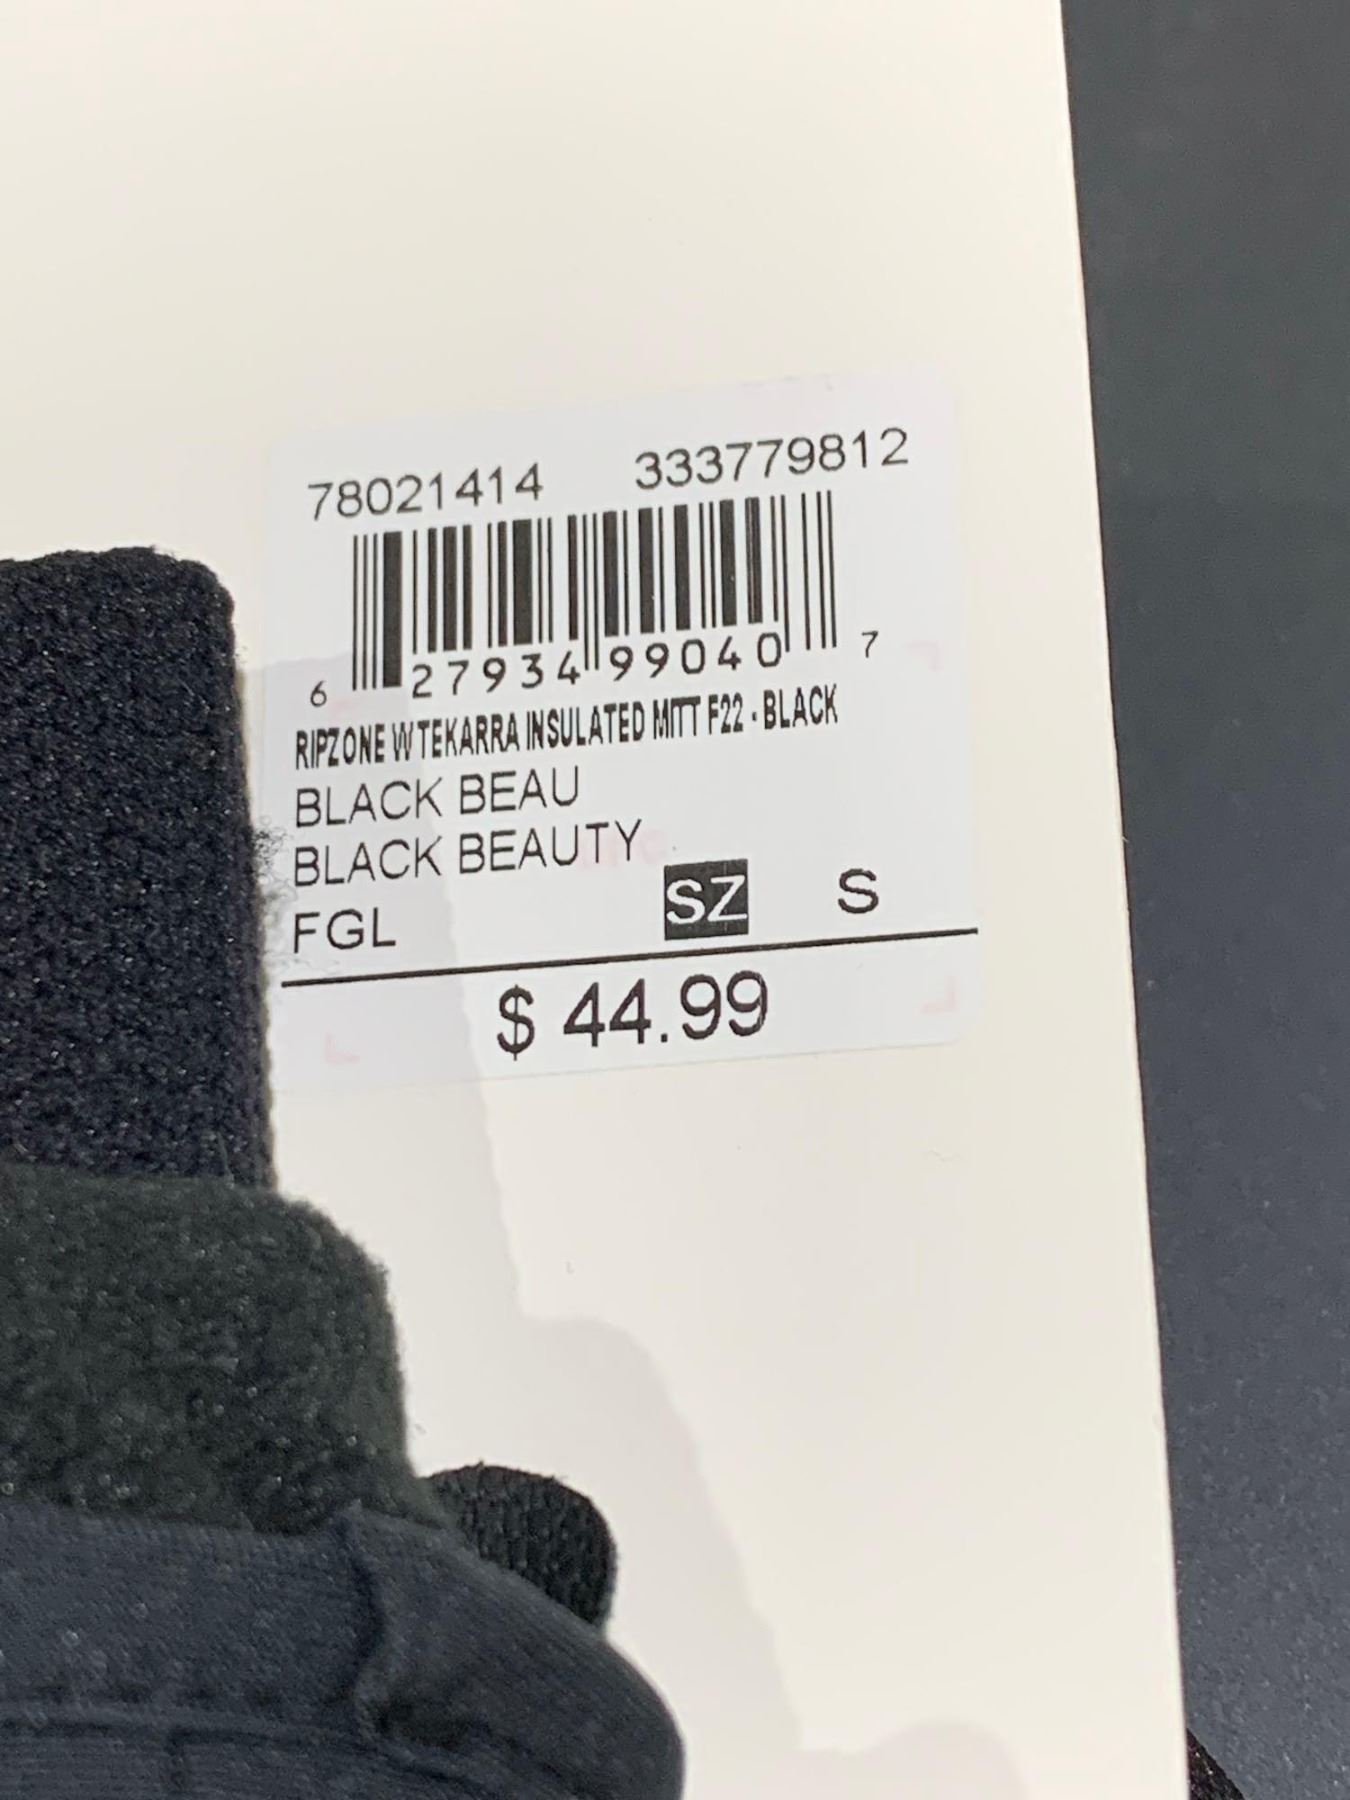 78021414 333779812
6 27934 99040 7
RIPZONE W TEKARRA INSULATED MITT F22 - BLACK
BLACK BEAU
BLACK BEAUTY
FGL SZ S
$ 44.99